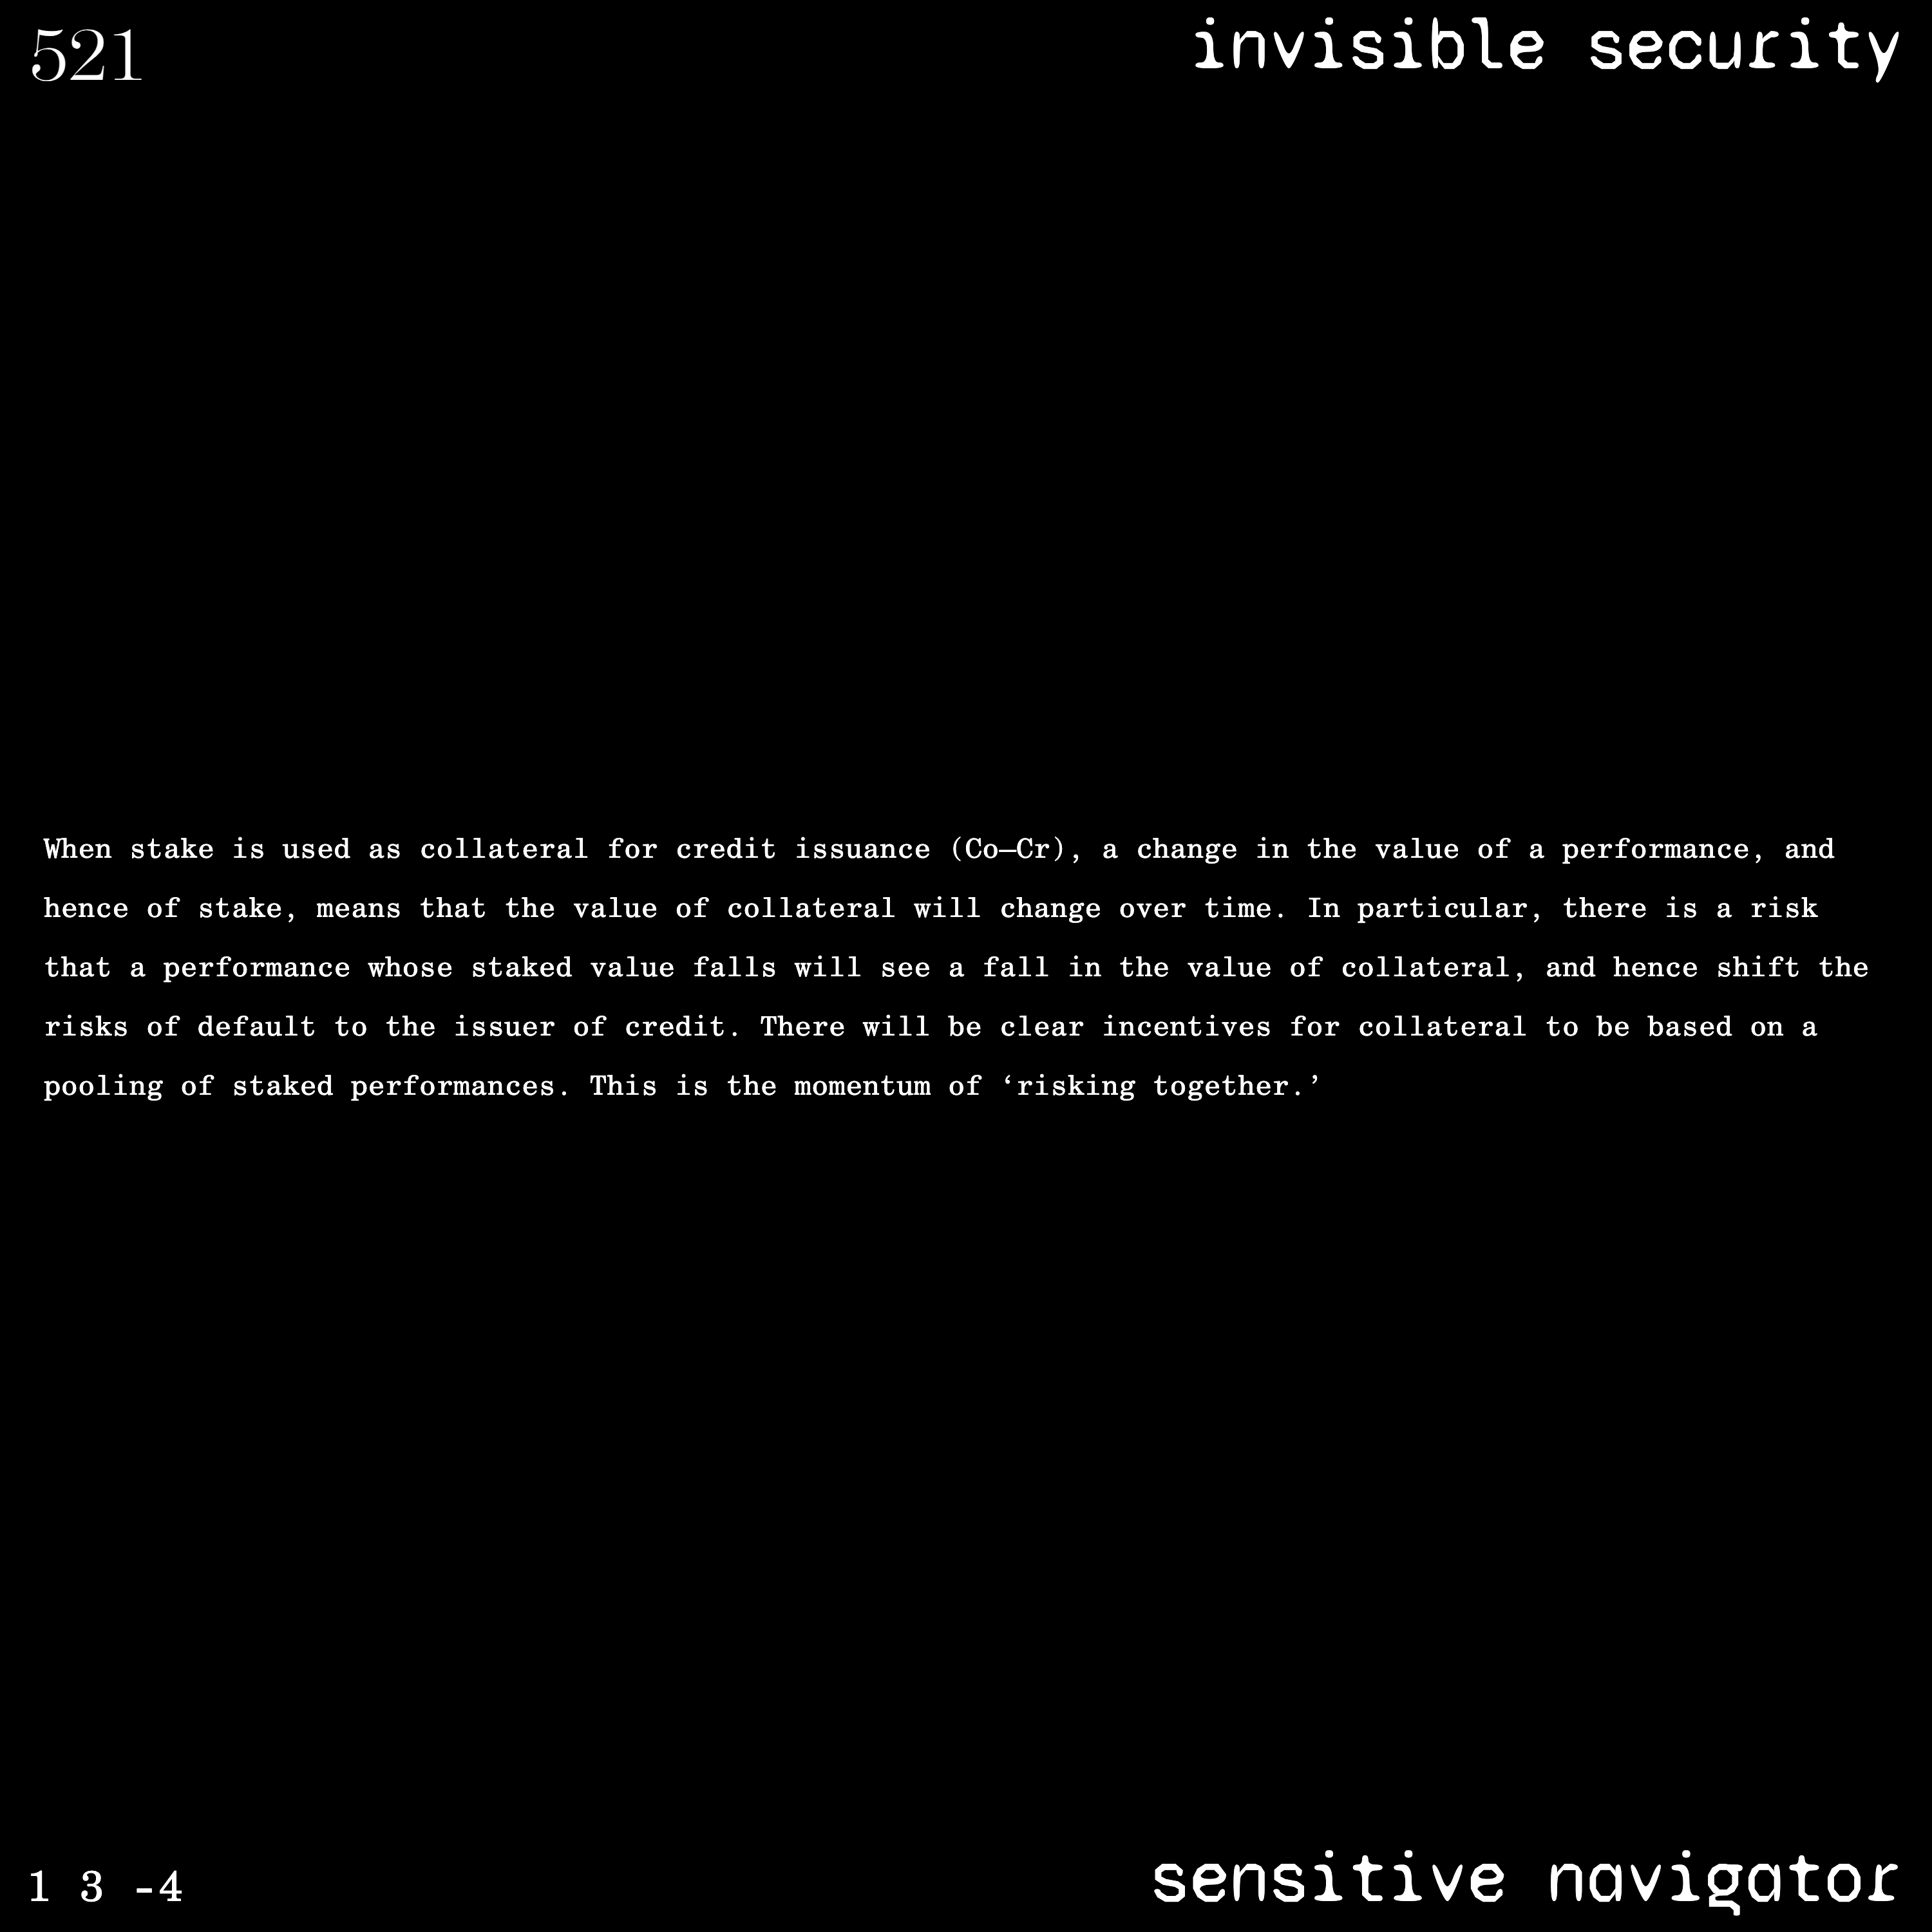 521
invisible security
When stake is used as collateral for credit issuance (Co—Cr), a change in the value of a performance, and
hence of stake, means that the value of collateral will change over time. In particular, there is a risk
that a performance whose staked value falls will see a fall in the value of collateral, and hence shift the
risks of default to the issuer of credit. There will be clear incentives for collateral to be based on a
pooling of staked performances. This is the momentum of ‘risking together.’
1 3 -4
sensitive navigator